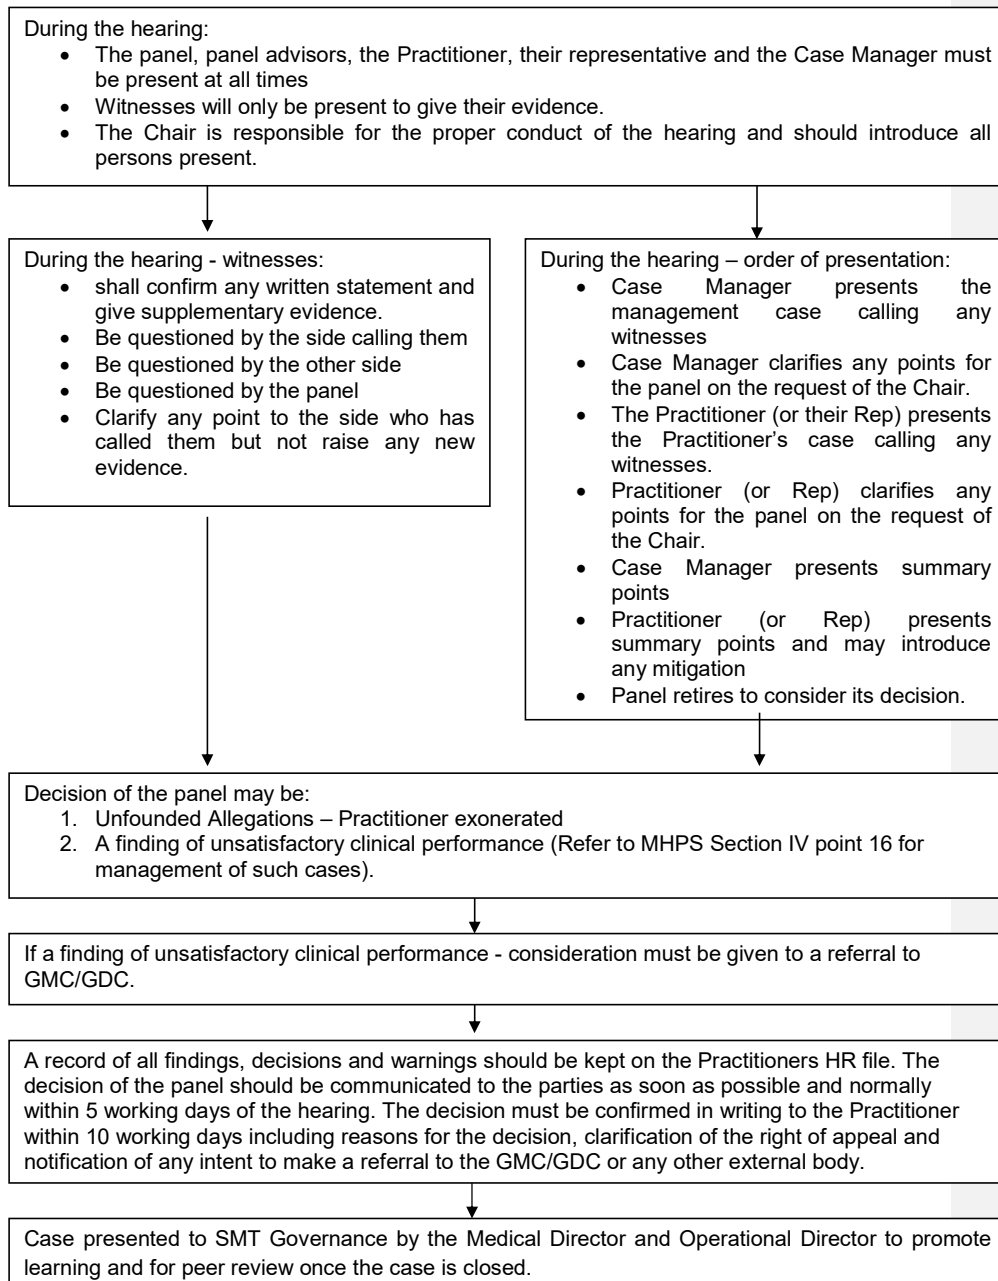 During the hearing:
• The panel, panel advisors, the Practitioner, their representative and the Case Manager must
be present at all times
• Witnesses will only be present to give their evidence.
• The Chair is responsible for the proper conduct of the hearing and should introduce all
persons present.
During the hearing - witnesses:
• shall confirm any written statement and
give supplementary evidence.
• Be questioned by the side calling them
• Be questioned by the other side
• Be questioned by the panel
• Clarify any point to the side who has
called them but not raise any new
evidence.
During the hearing – order of presentation:
• Case Manager presents the
management case calling any
witnesses
• Case Manager clarifies any points for
the panel on the request of the Chair.
• The Practitioner (or their Rep) presents
the Practitioner’s case calling any
witnesses.
• Practitioner (or Rep) clarifies any
points for the panel on the request of
the Chair.
• Case Manager presents summary
points
• Practitioner (or Rep) presents
summary points and may introduce
any mitigation
• Panel retires to consider its decision.
Decision of the panel may be:
1. Unfounded Allegations – Practitioner exonerated
2. A finding of unsatisfactory clinical performance (Refer to MHPS Section IV point 16 for
management of such cases).
If a finding of unsatisfactory clinical performance - consideration must be given to a referral to
GMC/GDC.
A record of all findings, decisions and warnings should be kept on the Practitioners HR file. The
decision of the panel should be communicated to the parties as soon as possible and normally
within 5 working days of the hearing. The decision must be confirmed in writing to the Practitioner
within 10 working days including reasons for the decision, clarification of the right of appeal and
notification of any intent to make a referral to the GMC/GDC or any other external body.
Case presented to SMT Governance by the Medical Director and Operational Director to promote
learning and for peer review once the case is closed.